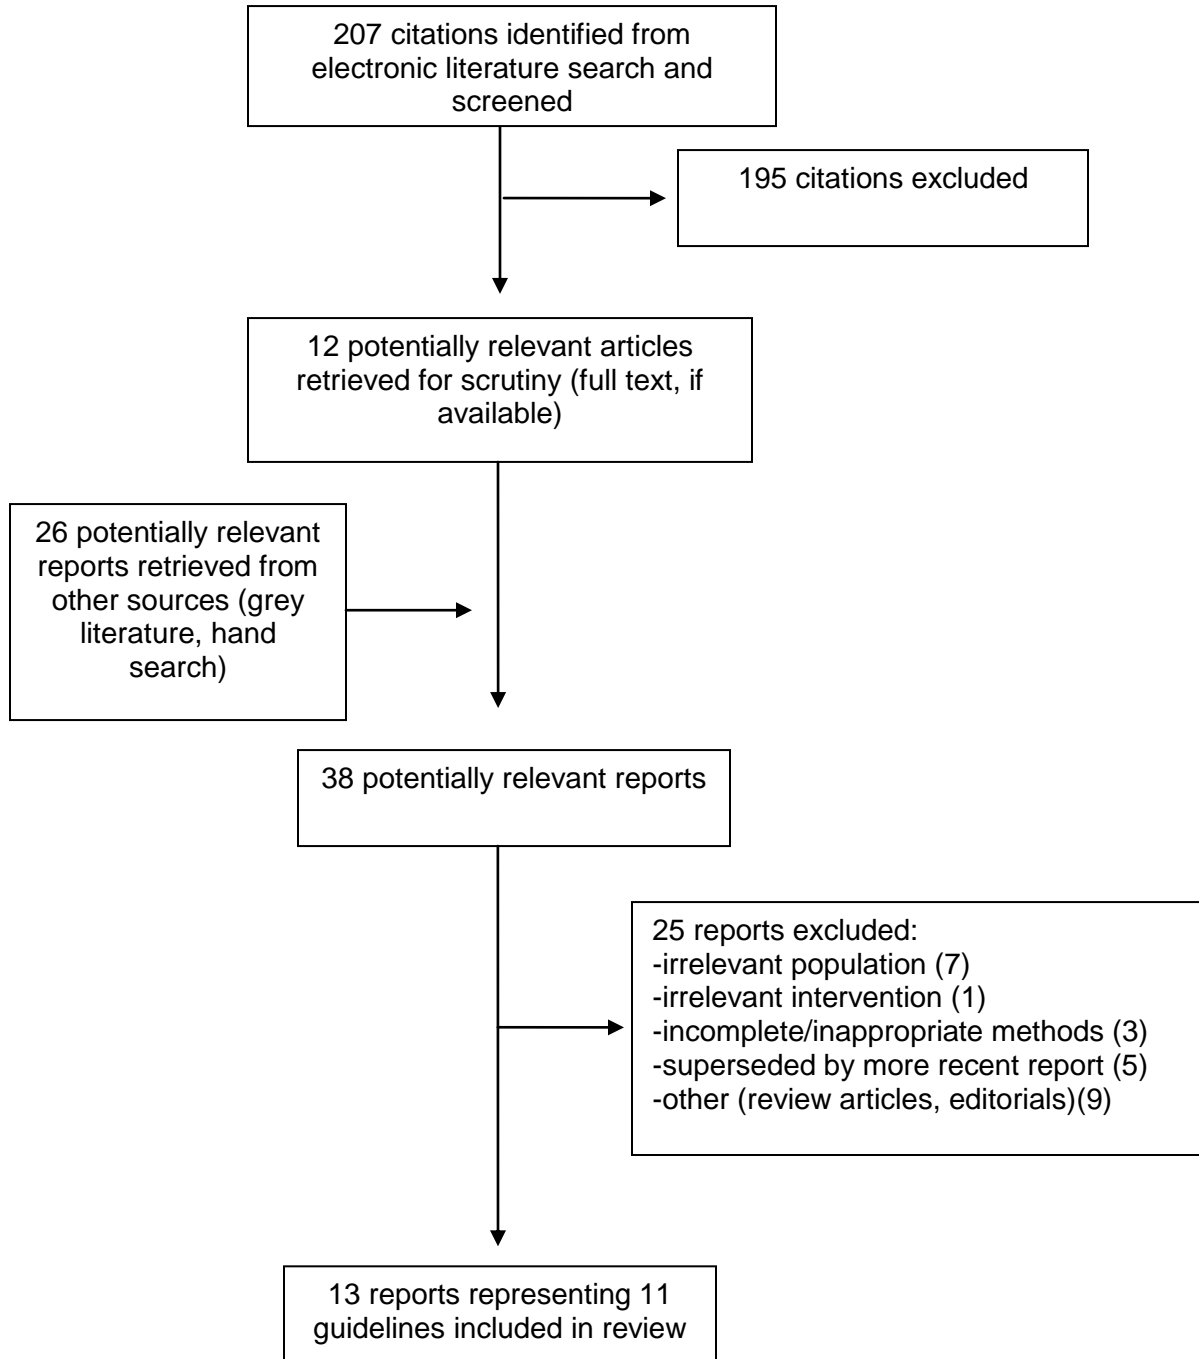 207 citations identified from
electronic literature search and
screened
195 citations excluded
12 potentially relevant articles
retrieved for scrutiny (full text, if
available)
26 potentially relevant
reports retrieved from
other sources (grey
literature, hand
search)
38 potentially relevant reports
25 reports excluded:
-irrelevant population (7)
-irrelevant intervention (1)
-incomplete/inappropriate methods (3)
-superseded by more recent report (5)
-other (review articles, editorials)(9)
13 reports representing 11
guidelines included in review